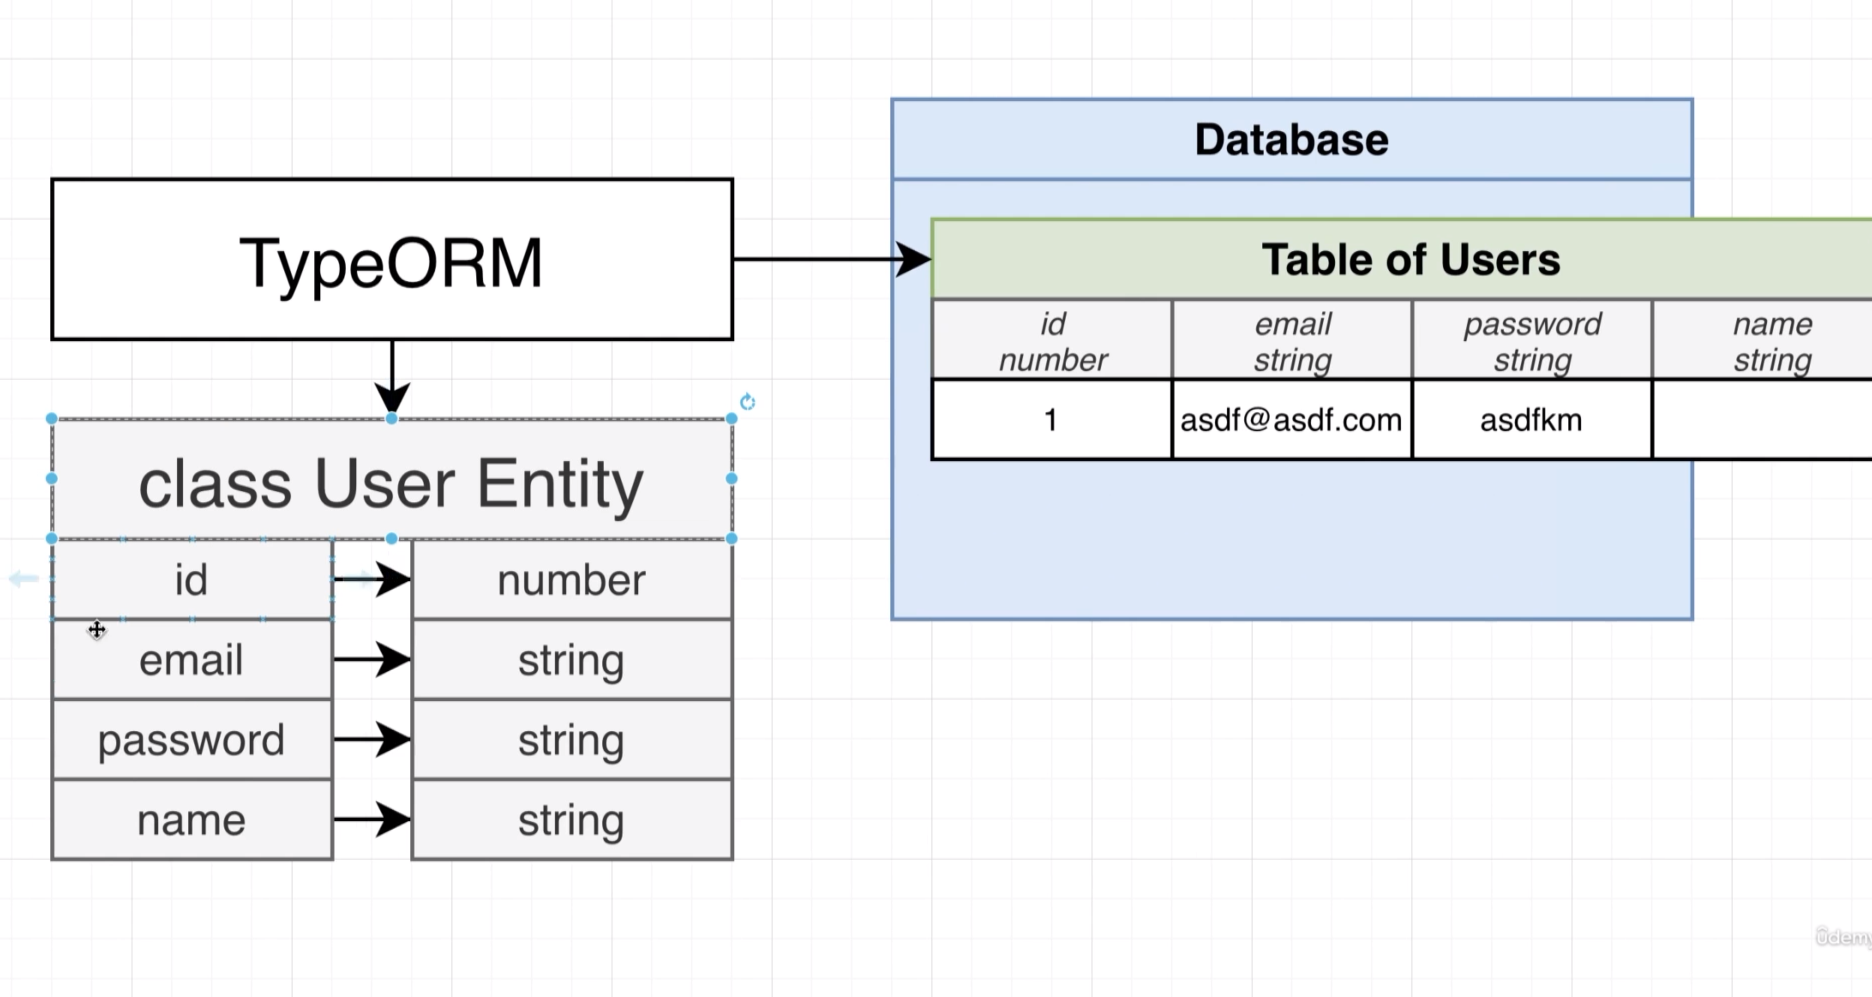 Database
TypeORM
Table of Users
id
number
email
string
password
string
name
string
1
asdf@asdf.com
asdfkm
class User Entity
id
number
email
string
password
string
name
string
ûdemy